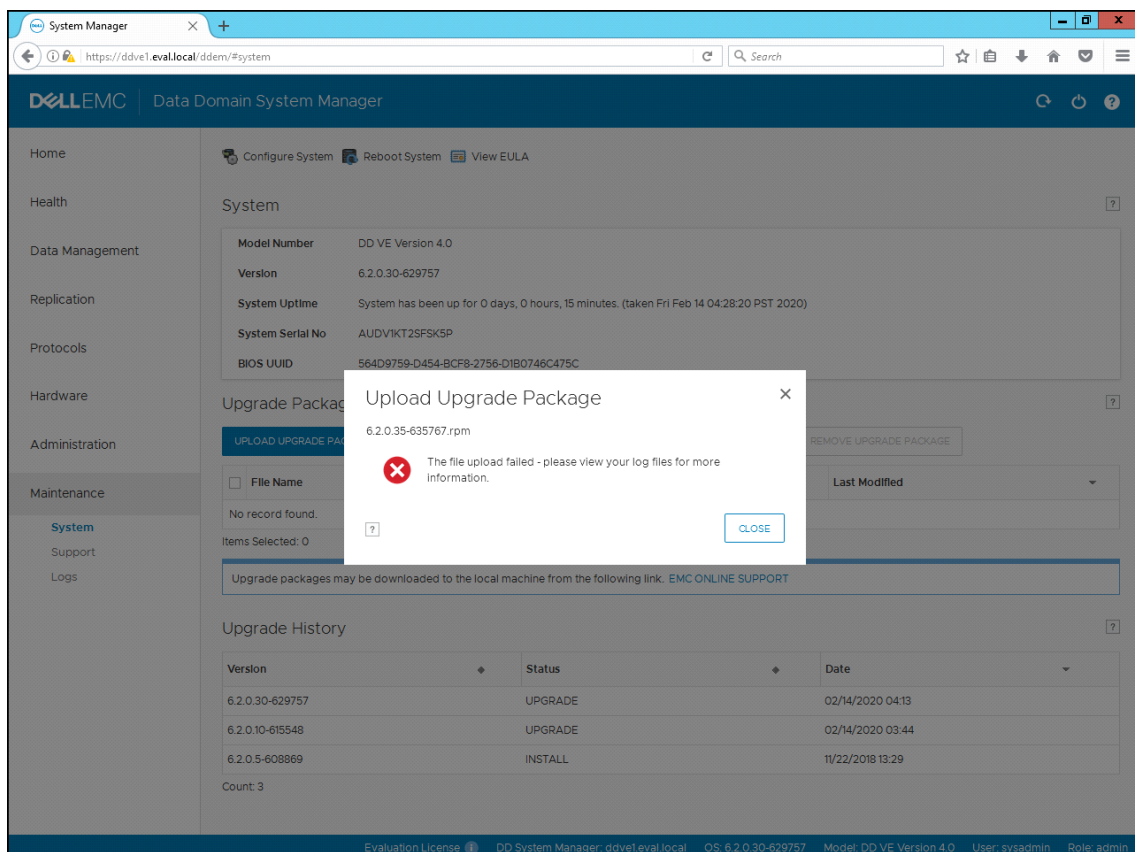 System Manager
https://ddve1.eval.local/ddem/#system
Search
DELLEMC Data Domain System Manager
Home
Health
Data Management
Replication
Protocols
Hardware
Administration
Maintenance
System
Support
Logs
Configure System Reboot System View EULA
System
Model Number DD VE Version 4.0
Version 6.2.0.30-629757
System Uptime System has been up for 0 days, 0 hours, 15 minutes. (taken Fri Feb 14 04:28:20 PST 2020)
System Serial No AUDV1KT2SFSK5P
BIOS UUID 564D9759-D454-BCF8-2756-D1B0746C475C
Upgrade Packag
UPLOAD UPGRADE PA
REMOVE UPGRADE PACKAGE
File Name Last Modified
No record found.
Items Selected: 0
Upload Upgrade Package
6.2.0.35-635767.rpm
The file upload failed - please view your log files for more
information.
CLOSE
Upgrade packages may be downloaded to the local machine from the following link. EMC ONLINE SUPPORT
Upgrade History
Version Status Date
6.2.0.30-629757 UPGRADE 02/14/2020 04:13
6.2.0.10-615548 UPGRADE 02/14/2020 03:44
6.2.0.5-608869 INSTALL 11/22/2018 13:29
Count: 3
Evaluation License DD System Manager: ddve1.eval.local OS: 6.2.0.30-629757 Model: DD VE Version 4.0 User: sysadmin Role: admin